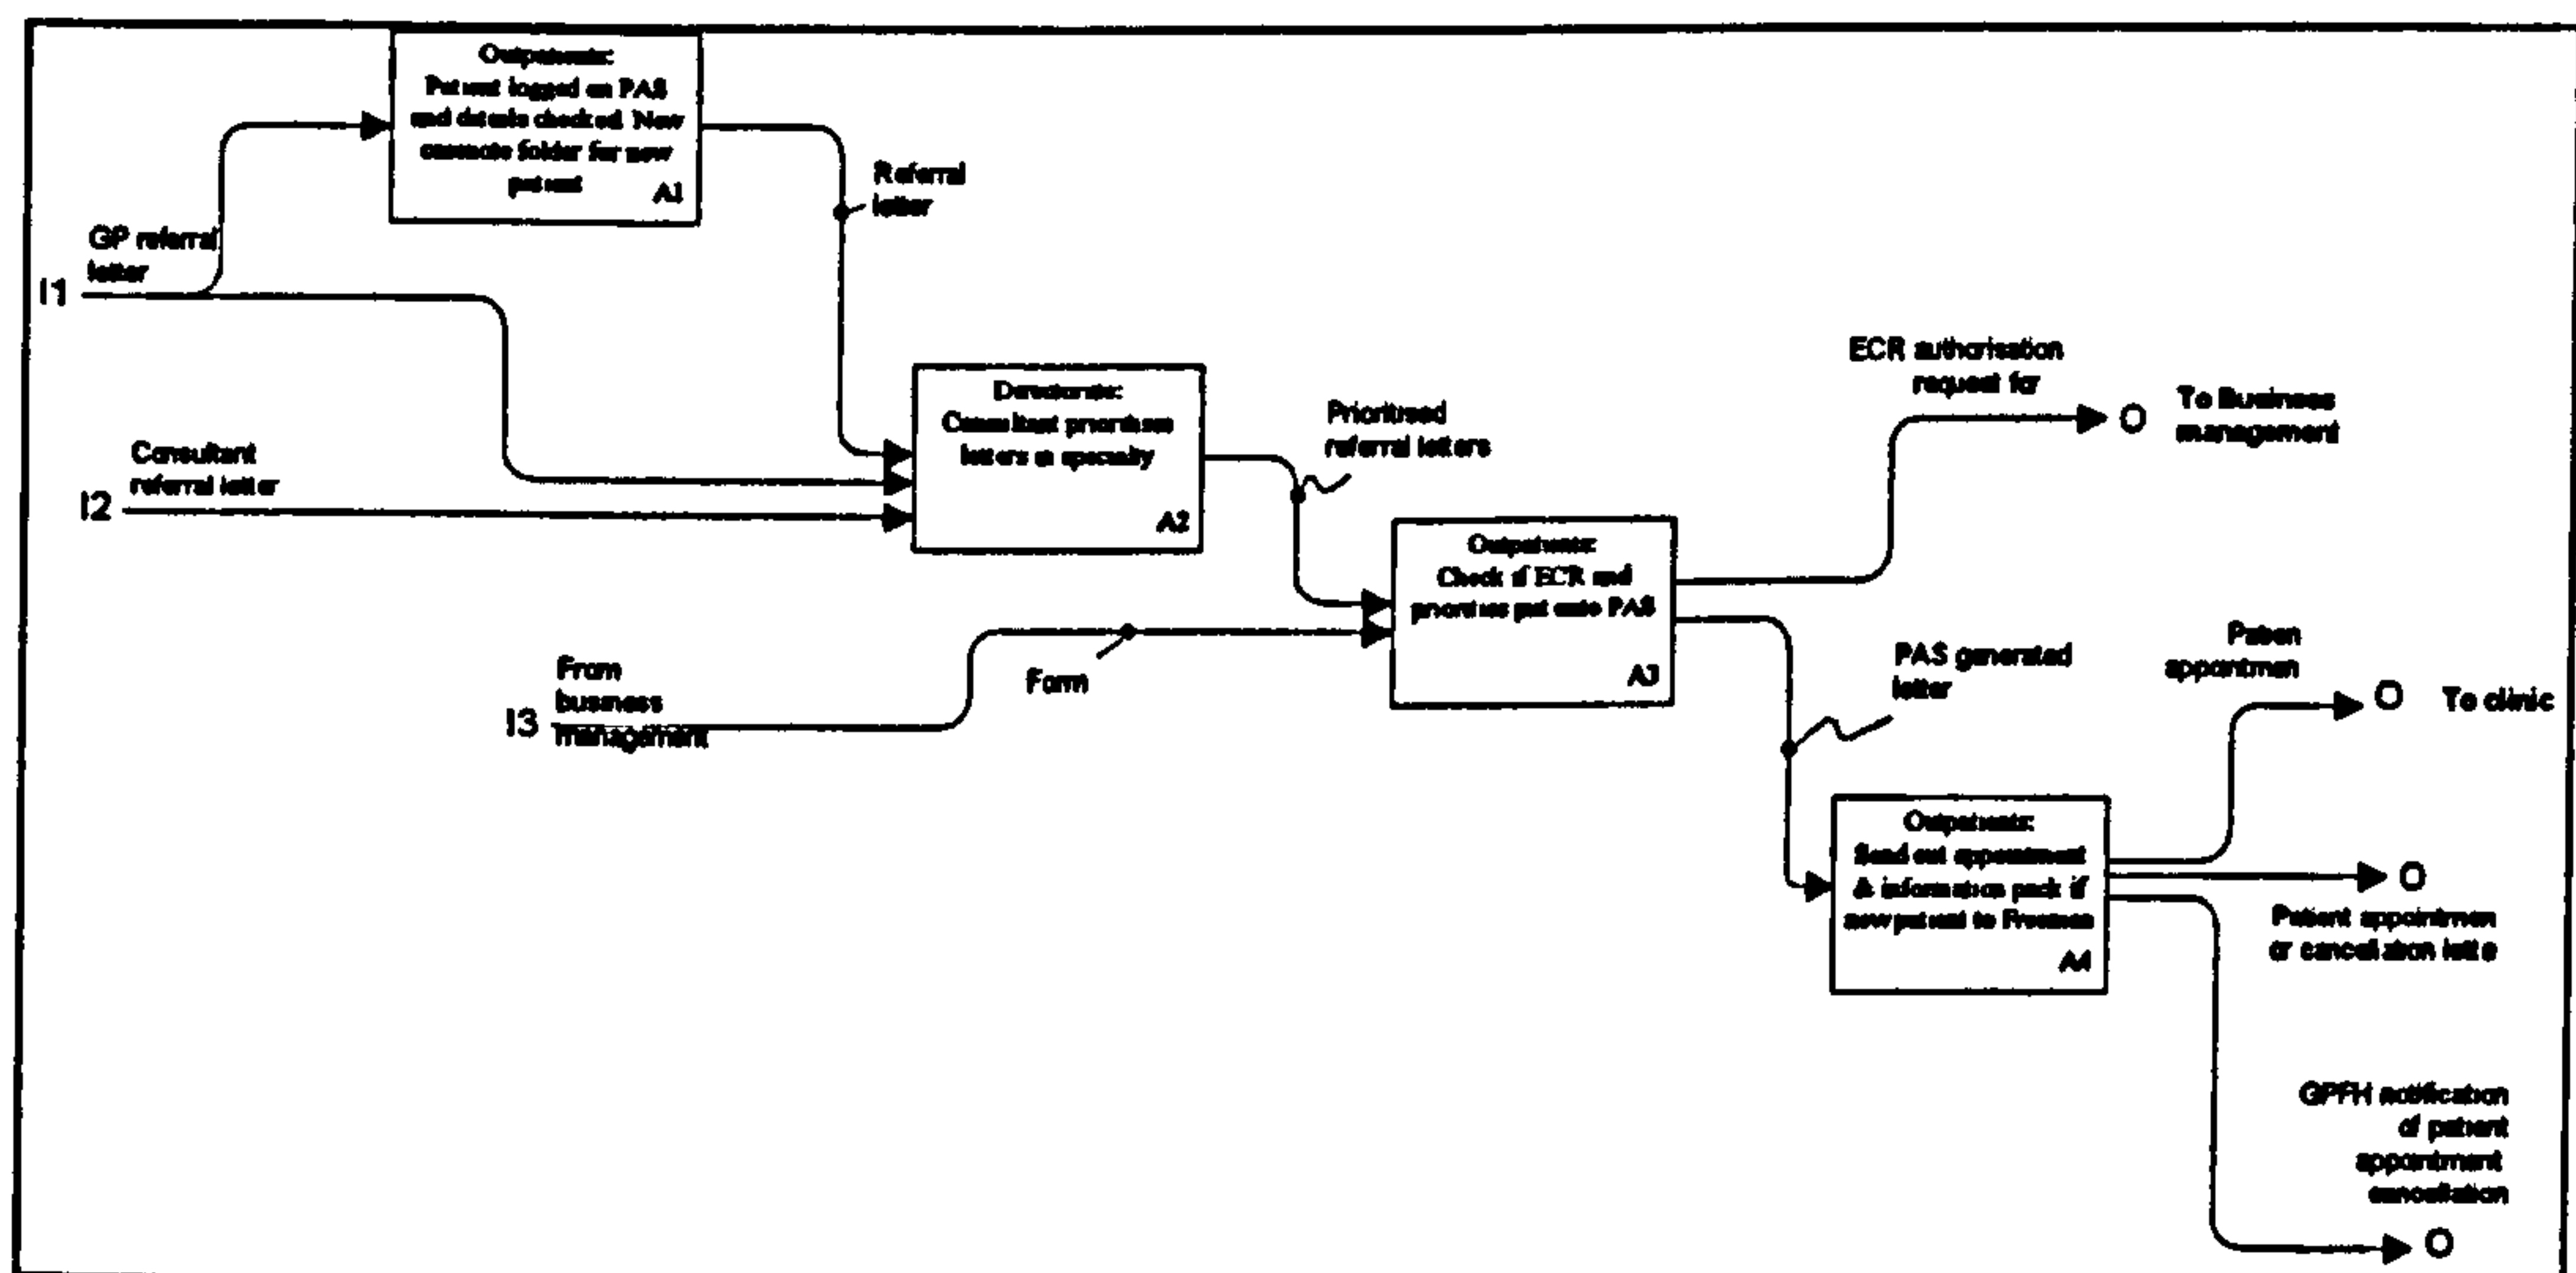 Outpatients:
Patient logged on PAS
and details checked. New
casenote folder for new
patient
A1
Referral
letter
GP referral
letter
I1
Consultant
referral letter
I2
Directorate:
Consultant prioritises
letters in specialty
A2
Prioritised
referral letters
ECR authorisation
request for
O
To Business
management
From
business
management
I3
Form
Outpatients:
Check if ECR and
priorities put onto PAS
A3
PAS generated
letter
Patien
appointmen
O
To clinic
Outpatients:
Send out appointment
& information pack if
new patient to Freeman
A4
O
Patient appointmen
or cancellation lette
GPFH notification
of patient
appointment
cancellation
O